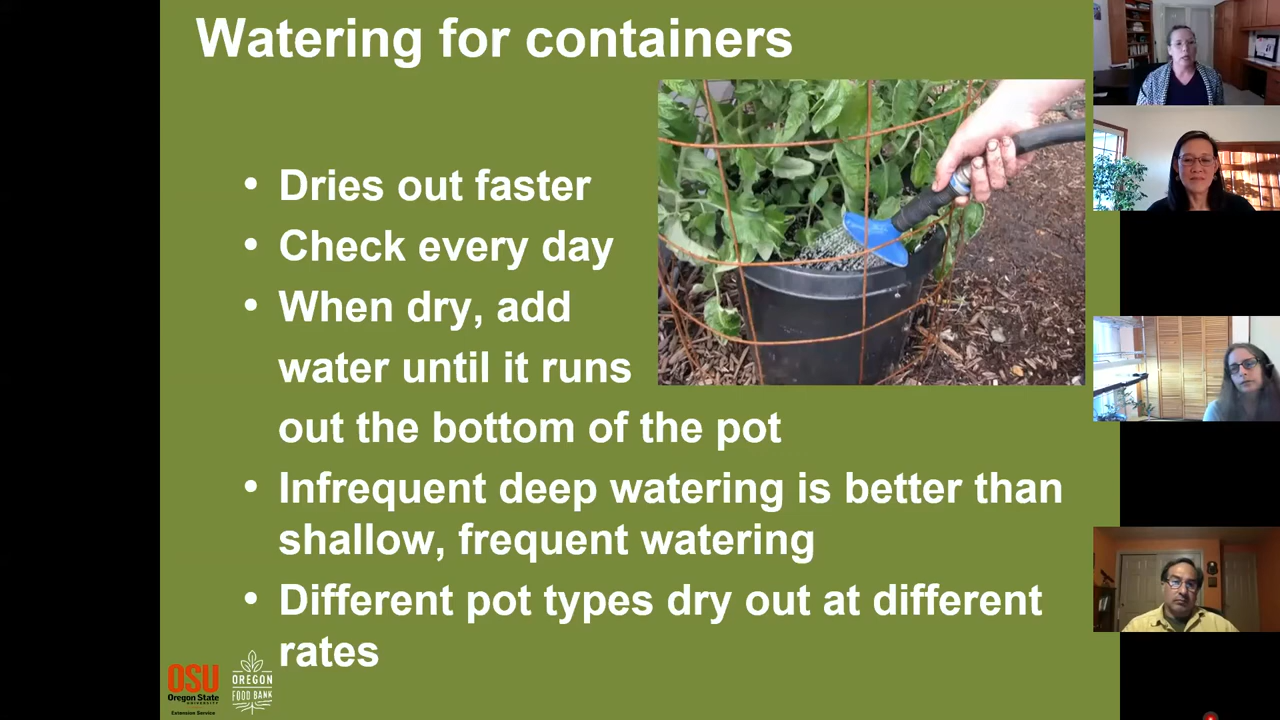 Watering for containers
• Dries out faster
• Check every day
• When dry, add
water until it runs
out the bottom of the pot
• Infrequent deep watering is better than
shallow, frequent watering
• Different pot types dry out at different
rates
OSU
Oregon State
UNIVERSITY
Extension Service
OREGON
FOOD BANK